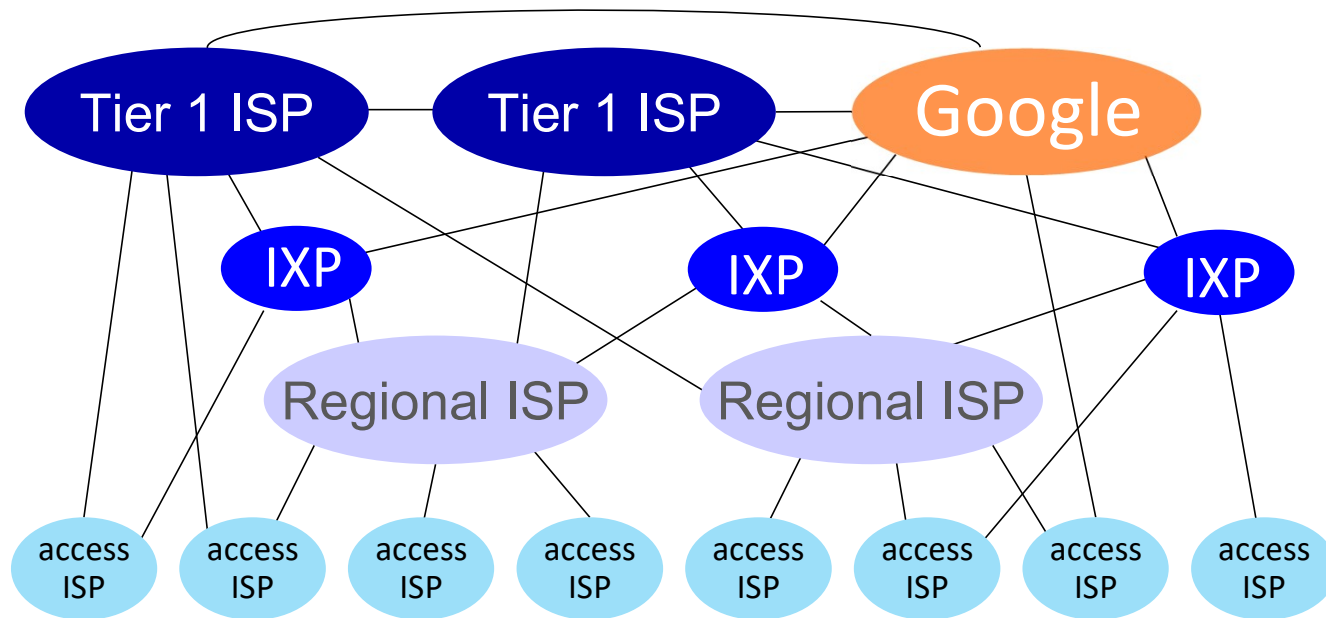 Tier 1 ISP
Tier 1 ISP
Google
IXP
IXP
IXP
Regional ISP
Regional ISP
access
ISP
access
ISP
access
ISP
access
ISP
access
ISP
access
ISP
access
ISP
access
ISP